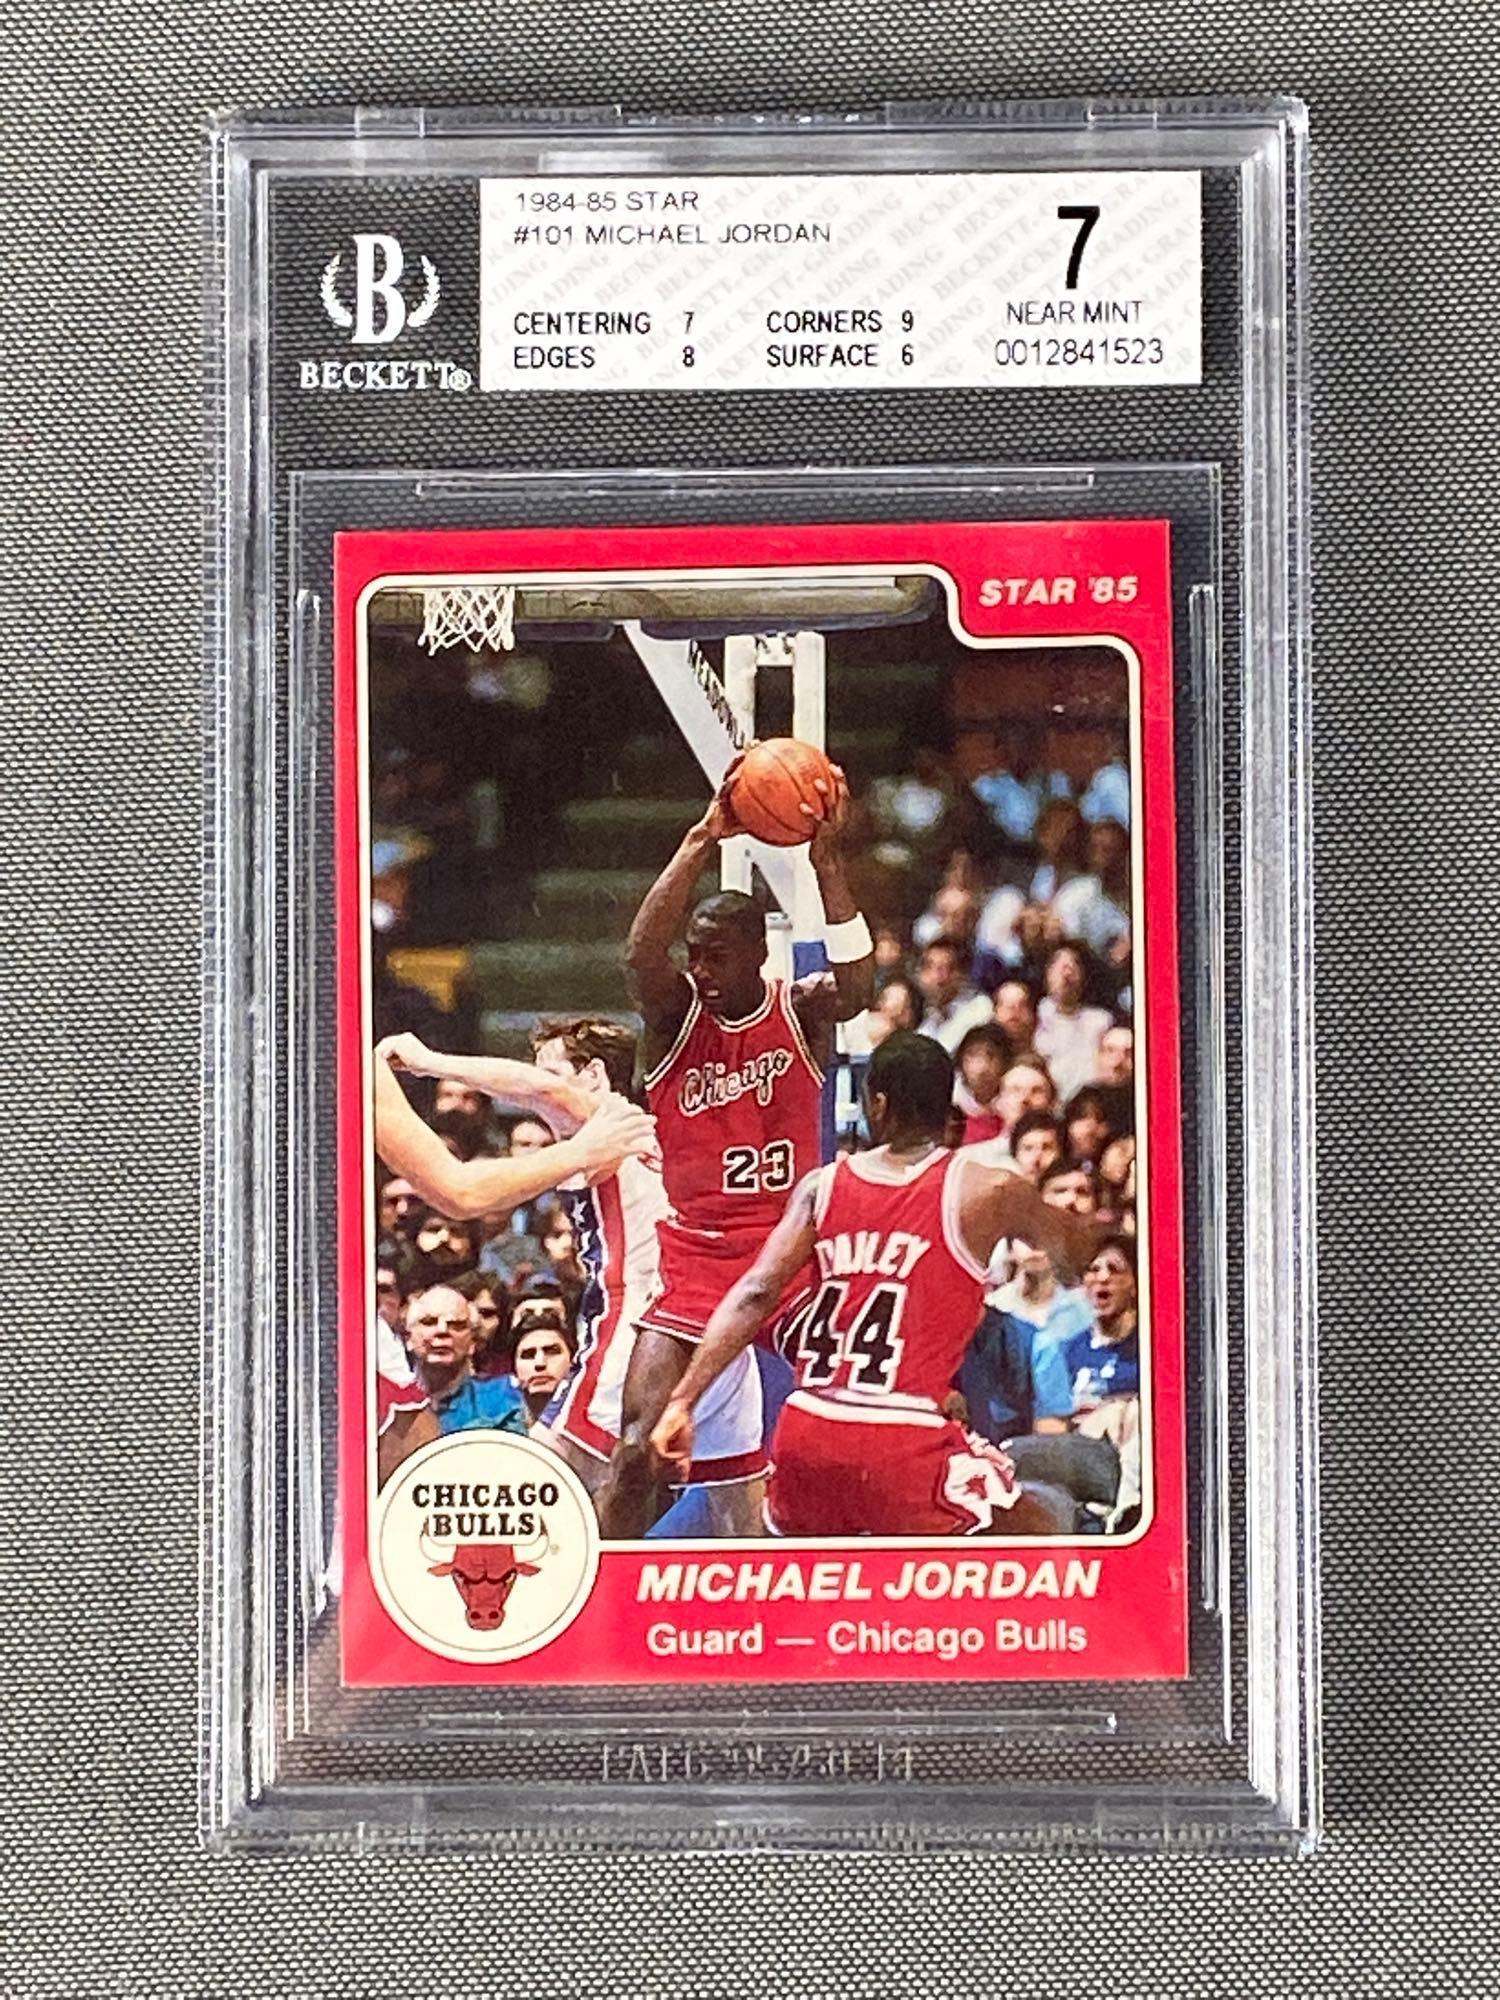 1984-85 STAR
#101 MICHAEL JORDAN
7
NEAR MINT
0012841523
CENTERING 7 CORNERS 9
EDGES 8 SURFACE 6
B
BECKETT®
STAR '85
Chicago
23
DAILEY
44
CHICAGO
BULLS
MICHAEL JORDAN
Guard — Chicago Bulls